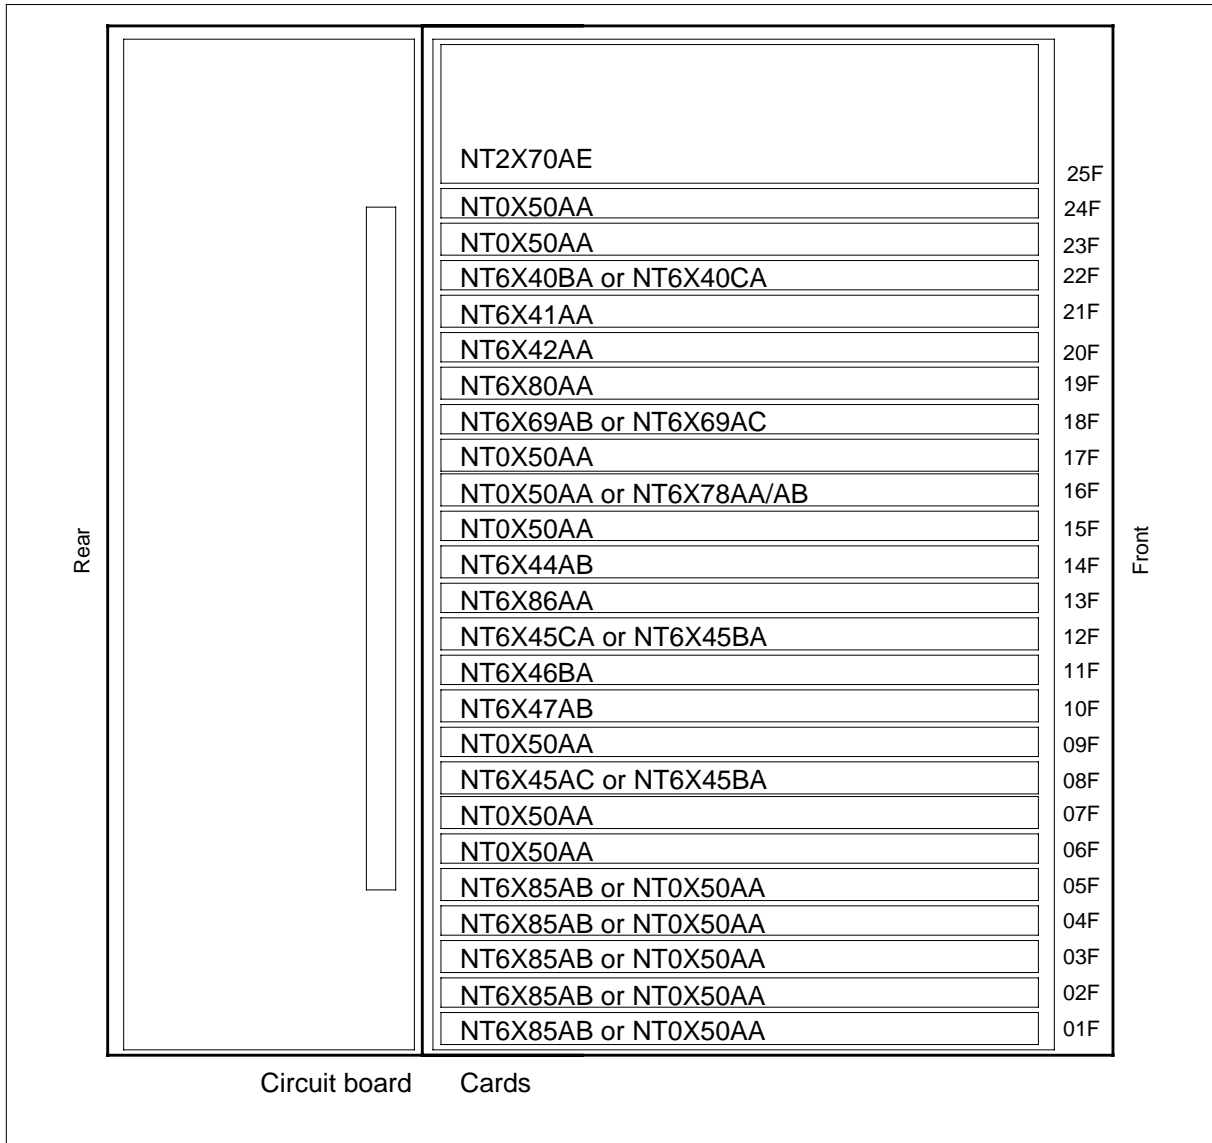 NT2X70AE 25F
NT0X50AA 24F
NT0X50AA 23F
NT6X40BA or NT6X40CA 22F
NT6X41AA 21F
NT6X42AA 20F
NT6X80AA 19F
NT6X69AB or NT6X69AC 18F
NT0X50AA 17F
NT0X50AA or NT6X78AA/AB 16F
NT0X50AA 15F
Rear
Front
NT6X44AB 14F
NT6X86AA 13F
NT6X45CA or NT6X45BA 12F
NT6X46BA 11F
NT6X47AB 10F
NT0X50AA 09F
NT6X45AC or NT6X45BA 08F
NT0X50AA 07F
NT0X50AA 06F
NT6X85AB or NT0X50AA 05F
NT6X85AB or NT0X50AA 04F
NT6X85AB or NT0X50AA 03F
NT6X85AB or NT0X50AA 02F
NT6X85AB or NT0X50AA 01F
Circuit board Cards